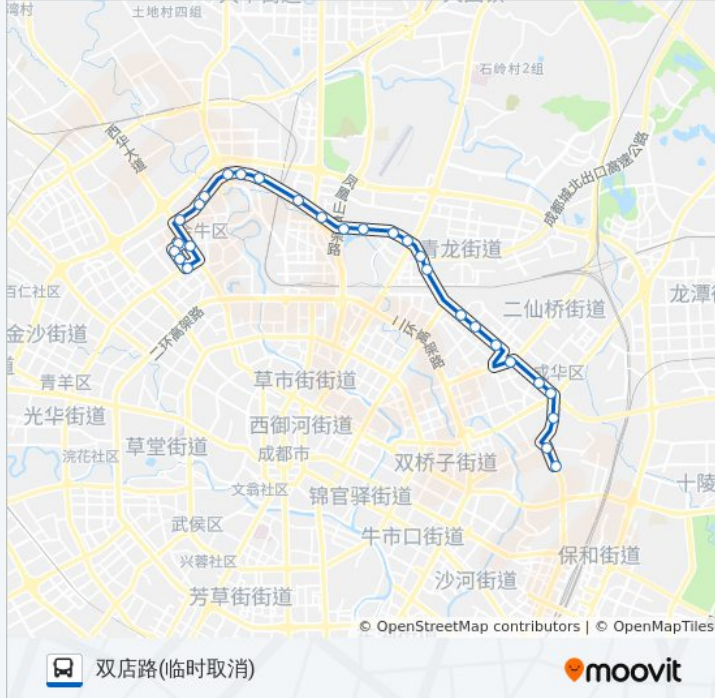 湾村
土地村四组
石岭村2组
西华大道
成都城北出口高速公路
凤凰山
架路
金牛区
青龙街道
百仁社区
二仙桥街道
龙潭
金沙街道
二环高架路
二环高架路
道
草市街街道
成华区
青羊区
光华街道
西御河街道
成都市
草堂街道
浣花社区
双桥子街道
文翁社区
锦官驿街道
十陵
武侯区
牛市口街道
兴蓉社区
保和街道
沙河街道
芳草街街道
© OpenStreetMap contributors | © OpenMapTiles
双店路(临时取消)
moovit